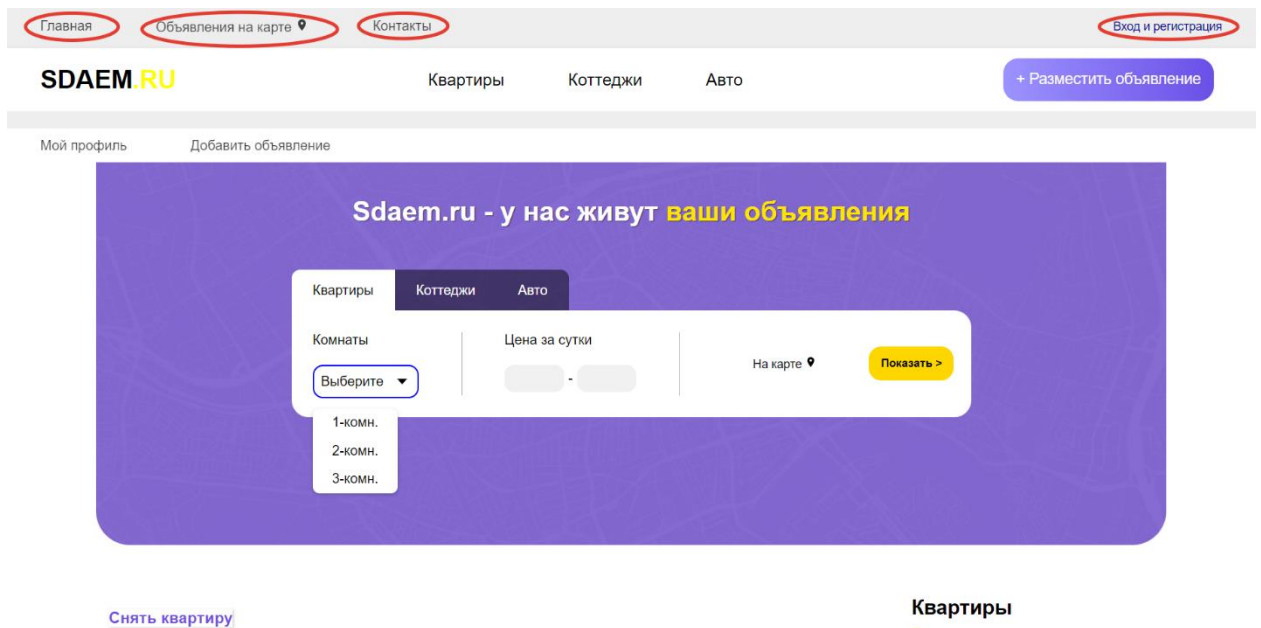 Главная Объявления на карте Контакты Вход и регистрация
SDAEM.RU Квартиры Коттеджи Авто + Разместить объявление
Мой профиль Добавить объявление
Sdaem.ru - у нас живут ваши объявления
Квартиры Коттеджи Авто
Комнаты Цена за сутки
На карте Показать >
Выберите -
1-комн.
2-комн.
3-комн.
Квартиры
Снять квартиру